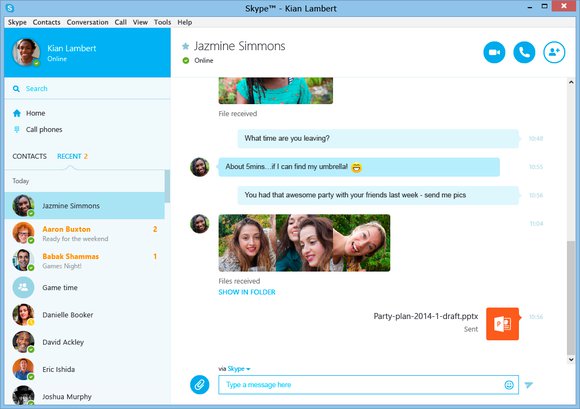 Skype™ - Kian Lambert
Skype Contacts Conversation Call View Tools Help
Kian Lambert
Online
Search
Home
Call phones
CONTACTS RECENT 2
Today
Jazmine Simmons
Aaron Buxton 2
Ready for the weekend
Babak Shammas 1
Games Night!
Game time
Danielle Booker
David Ackley
Eric Ishida
Joshua Murphy
Jazmine Simmons
Online
File received
What time are you leaving? 10:48
About 5mins...if I can find my umbrella! 10:55
You had that awesome party with your friends last week - send me pics 10:56
11:04
Files received
SHOW IN FOLDER
Party-plan-2014-1-draft.pptx 10:56
Sent
via Skype
Type a message here